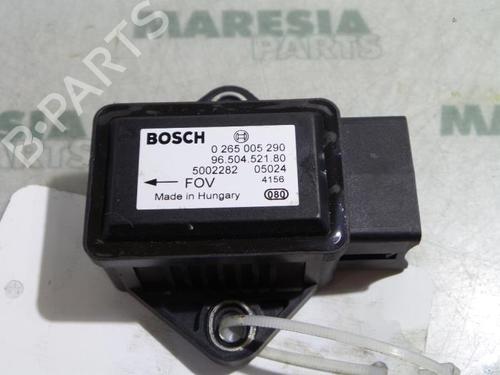 MARESIA
PARTS
B-PARTS
BOSCH
0 265 005 290
96.504.521.80
5002282 05024
FOV 4156
Made in Hungary 080